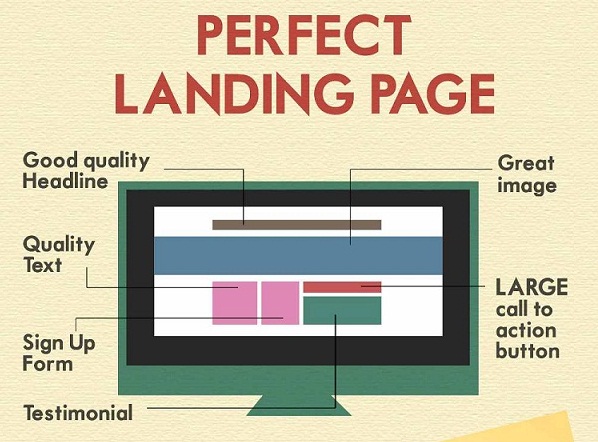 PERFECT
LANDING PAGE
Good quality
Headline
Great
image
Quality
Text
LARGE
call to
action
button
Sign Up
Form
Testimonial